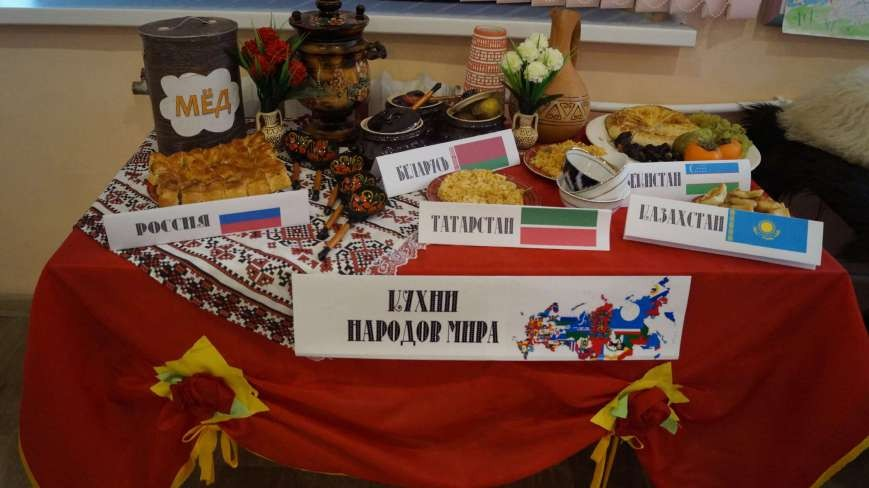 МЁД
БЕЛАРУСЬ
РОССИЯ
ТАТАРСТАН
КАЗАХСТАН
КУХНИ
НАРОДОВ МИРА